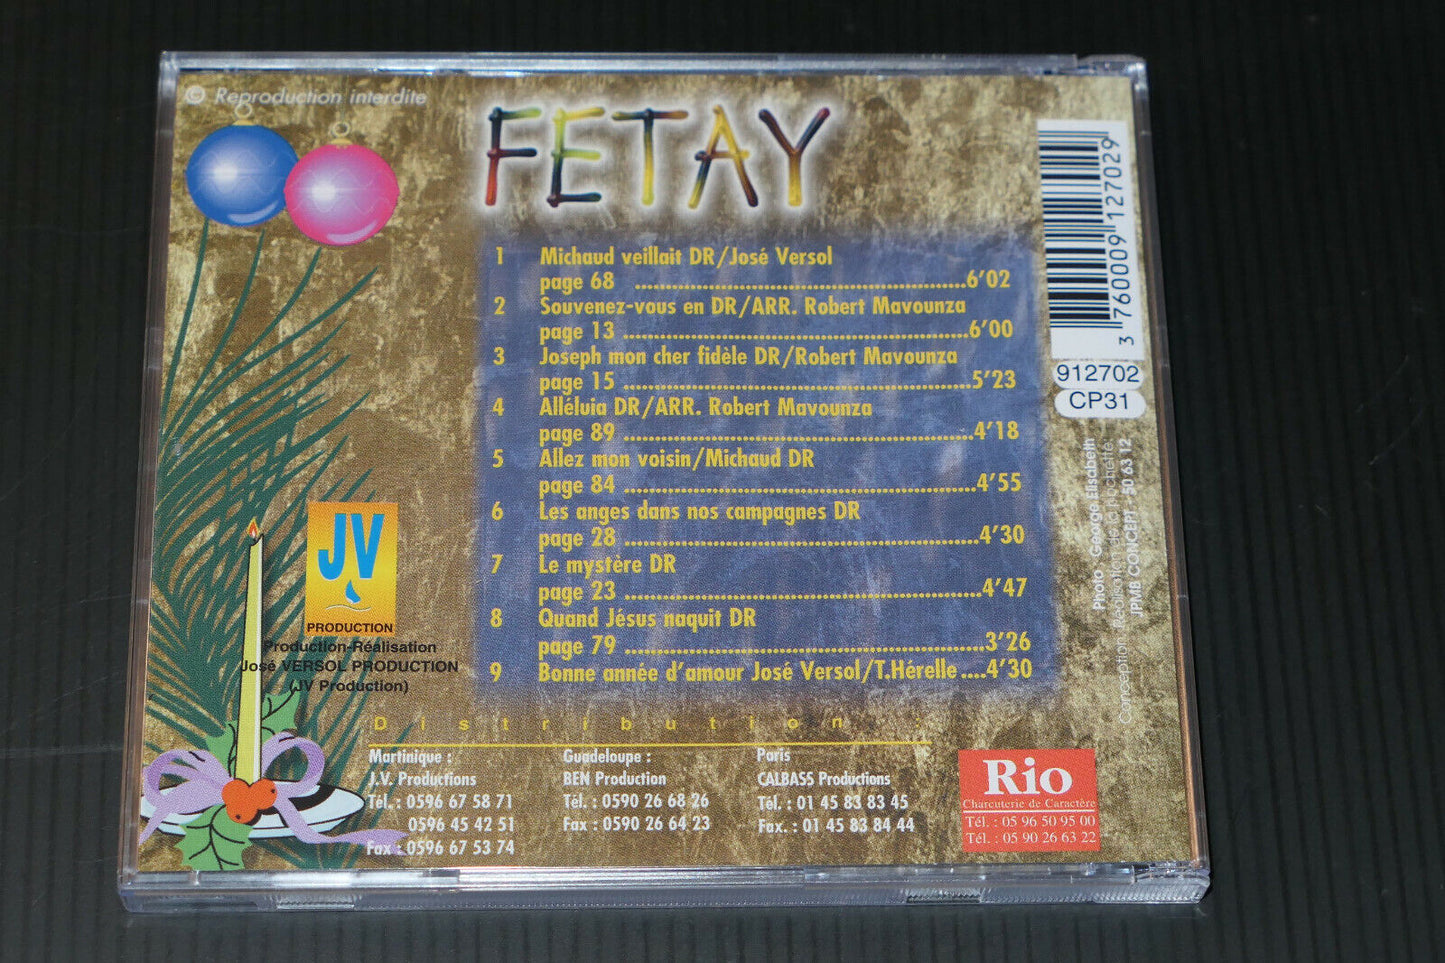 © Reproduction interdite
FETAY
1 Michaud veillait DR/José Versol
page 68 ..................................................6'02
2 Souvenez-vous en DR/ARR. Robert Mavounza
page 13 ....................................................6'00
3 Joseph mon cher fidèle DR/Robert Mavounza
page 15 ....................................................5'23
4 Alléluia DR/ARR. Robert Mavounza
page 89 ....................................................4'18
5 Allez mon voisin/Michaud DR
page 84 ....................................................4'55
6 Les anges dans nos campagnes DR
page 28 ....................................................4'30
7 Le mystère DR
page 23 ....................................................4'47
8 Quand Jésus naquit DR
page 79 ....................................................3'26
9 Bonne année d'amour José Versol/T.Hérelle ....4'30
3 760009 127029
912702
CP31
Photo : George Elisabeth
Conception Réalisation de la pochette
JPMB CONCEPT - 50 63 12
JV
PRODUCTION
Production-Réalisation
José VERSOL PRODUCTION
(JV Production)
Distribution :
Martinique :
J.V. Productions
Tél. : 0596 67 58 71
0596 45 42 51
Fax : 0596 67 53 74
Guadeloupe :
BEN Production
Tél. : 0590 26 68 26
Fax : 0590 26 64 23
Paris
CALBASS Productions
Tél. : 01 45 83 83 45
Fax. : 01 45 83 84 44
Rio
Charcuterie de Caractère
Tél. : 05 96 50 95 00
Tél. : 05 90 26 63 22